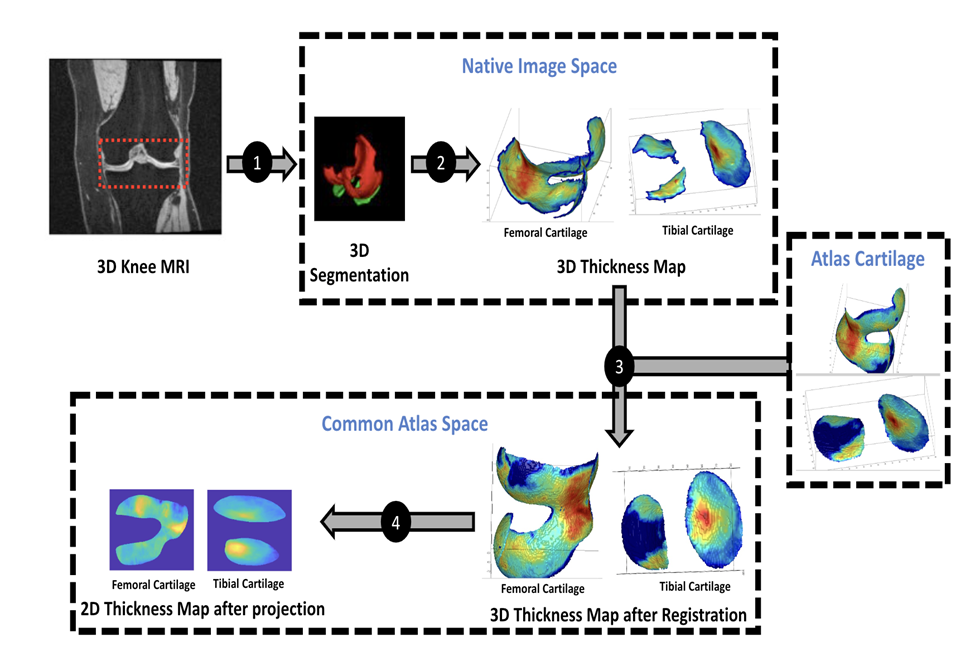 Native Image Space
1
2
3D Knee MRI
3D
Segmentation
Femoral Cartilage
Tibial Cartilage
3D Thickness Map
Atlas Cartilage
3
Common Atlas Space
4
Femoral Cartilage
Tibial Cartilage
2D Thickness Map after projection
Femoral Cartilage
Tibial Cartilage
3D Thickness Map after Registration